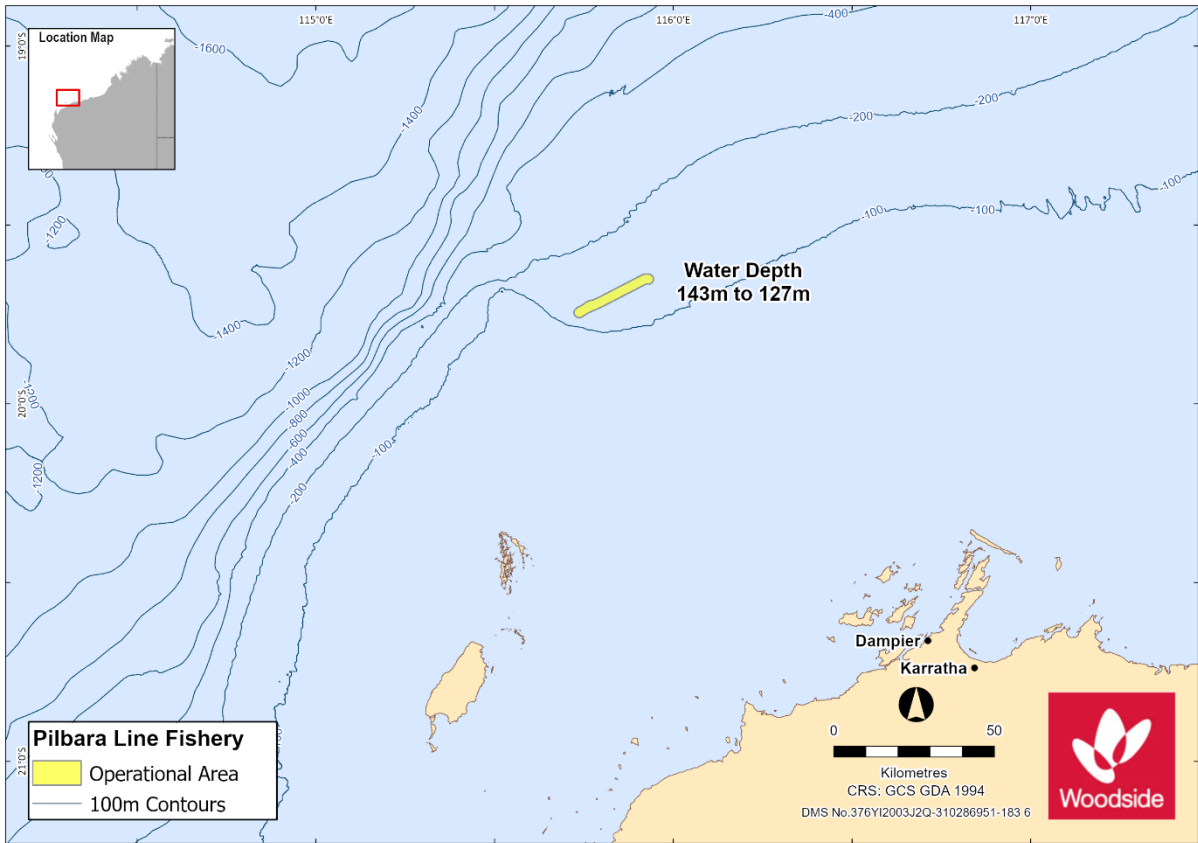 115°0'E
116°0'E
117°0'E
19°0'S
Location Map
-1600
-400
-1400
-200
-200
-100
-100
-100
-1200
Water Depth
143m to 127m
-1400
-1200
20°0'S
-1000
-800
-600
-400
-200
-100
-1200
Dampier
Karratha
21°0'S
Pilbara Line Fishery
Operational Area
100m Contours
0 50
Kilometres
CRS: GCS GDA 1994
DMS No.376YI2003J2Q-310286951-183 6
Woodside